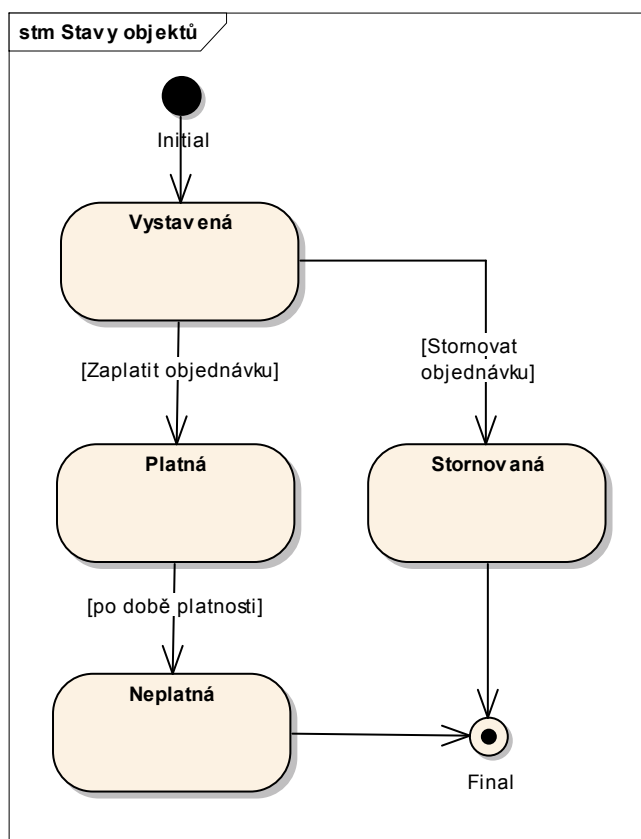 stm Stavy objektů
Initial
Vystavená
[Zaplatit objednávku]
[Stornovat
objednávku]
Platná
Stornovaná
[po době platnosti]
Neplatná
Final